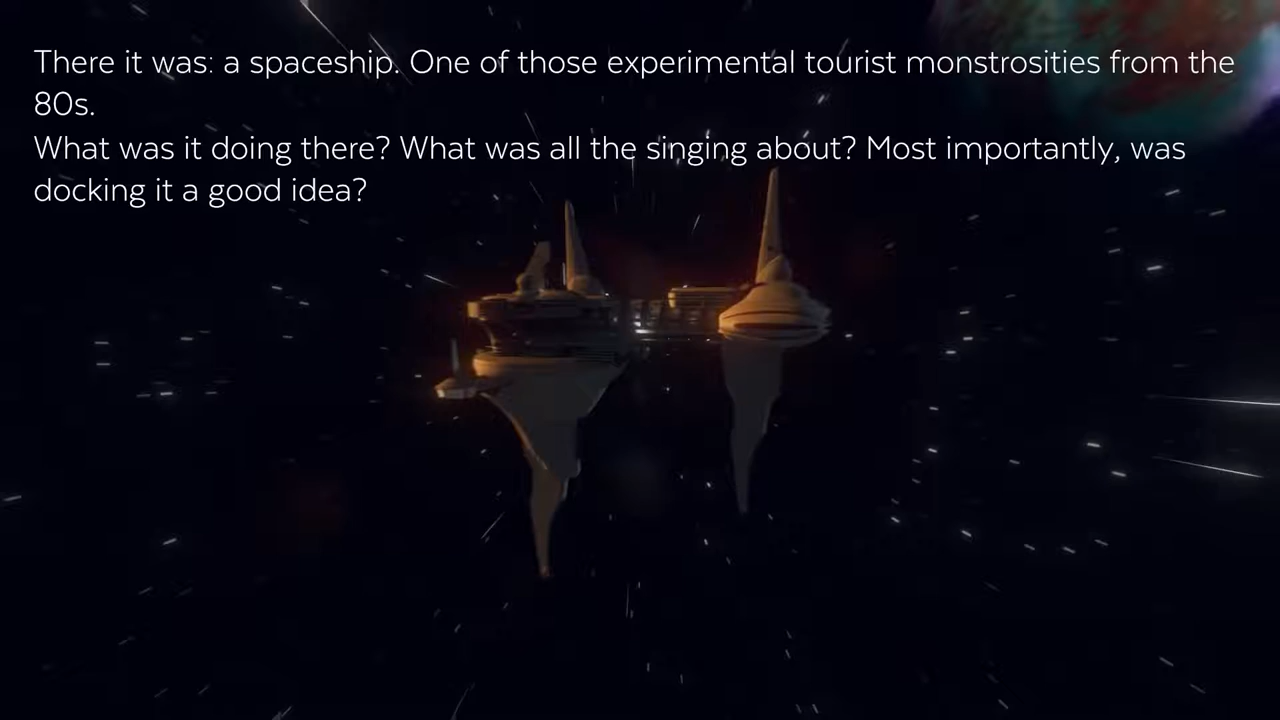 There it was: a spaceship. One of those experimental tourist monstrosities from the
80s.
What was it doing there? What was all the singing about? Most importantly, was
docking it a good idea?